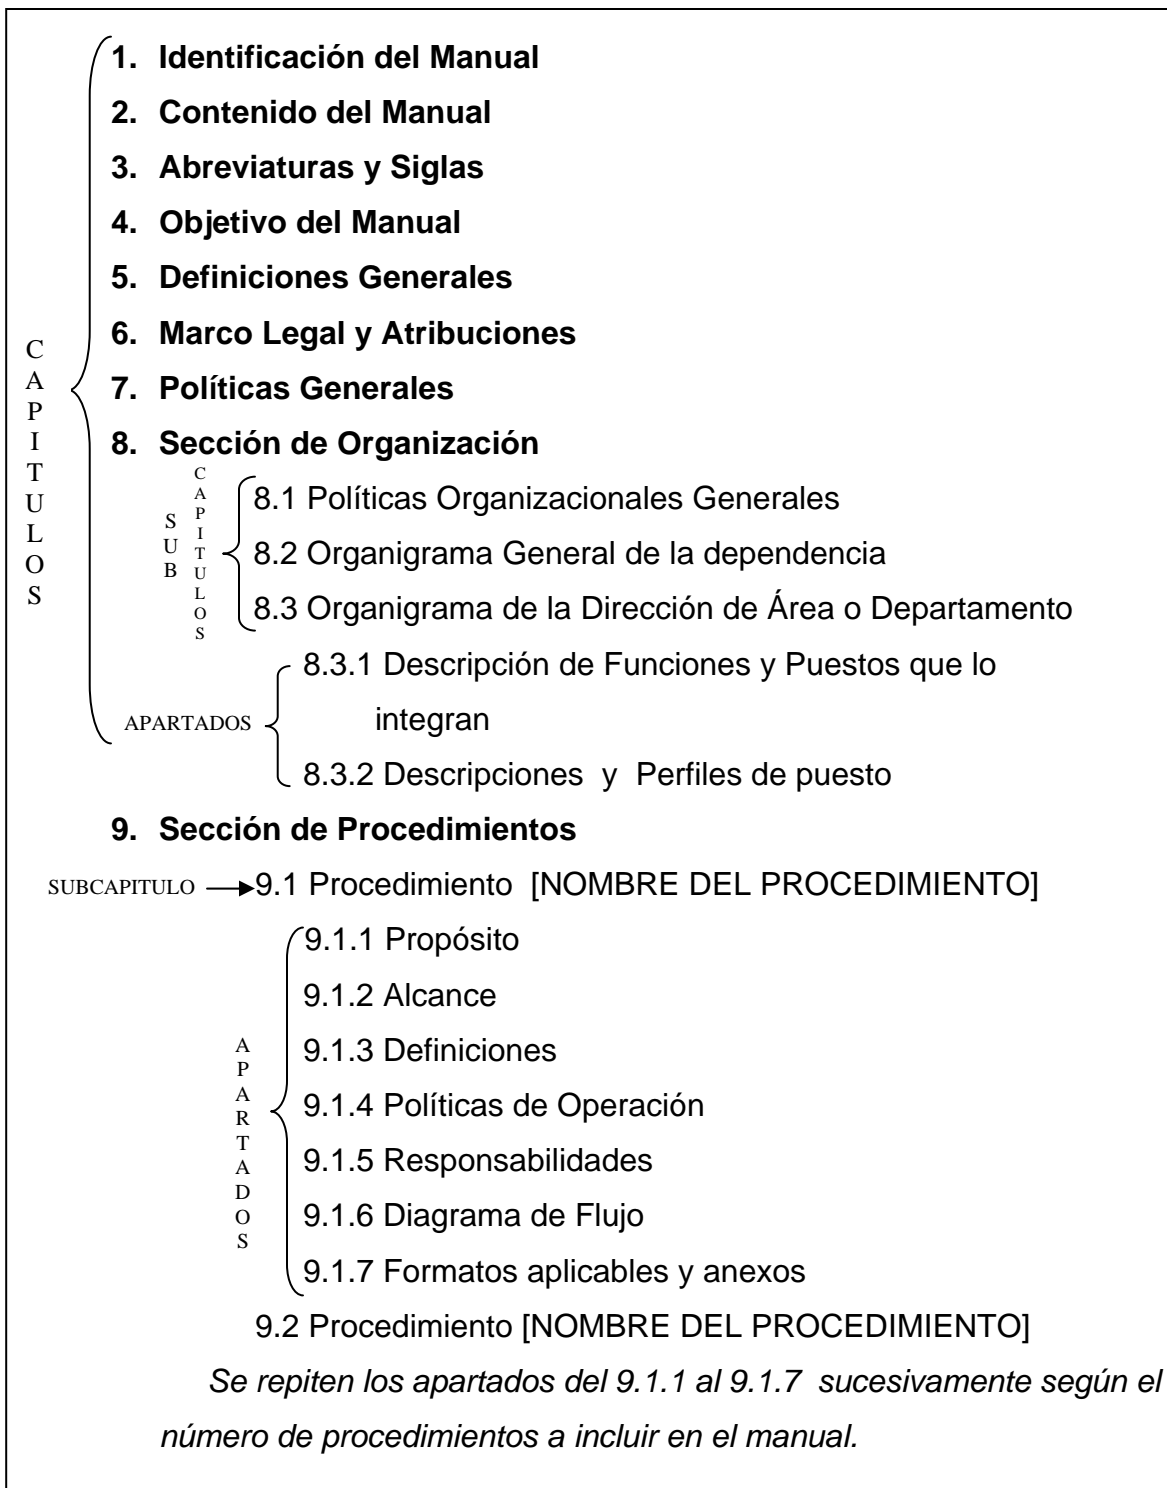 1. Identificación del Manual
2. Contenido del Manual
3. Abreviaturas y Siglas
4. Objetivo del Manual
5. Definiciones Generales
6. Marco Legal y Atribuciones
7. Políticas Generales
8. Sección de Organización
CAPITULOS
SUB
CAPITULOS
8.1 Políticas Organizacionales Generales
8.2 Organigrama General de la dependencia
8.3 Organigrama de la Dirección de Área o Departamento
APARTADOS
8.3.1 Descripción de Funciones y Puestos que lo
integran
8.3.2 Descripciones y Perfiles de puesto
9. Sección de Procedimientos
SUBCAPITULO 9.1 Procedimiento [NOMBRE DEL PROCEDIMIENTO]
APARTADOS
9.1.1 Propósito
9.1.2 Alcance
9.1.3 Definiciones
9.1.4 Políticas de Operación
9.1.5 Responsabilidades
9.1.6 Diagrama de Flujo
9.1.7 Formatos aplicables y anexos
9.2 Procedimiento [NOMBRE DEL PROCEDIMIENTO]
Se repiten los apartados del 9.1.1 al 9.1.7 sucesivamente según el
número de procedimientos a incluir en el manual.